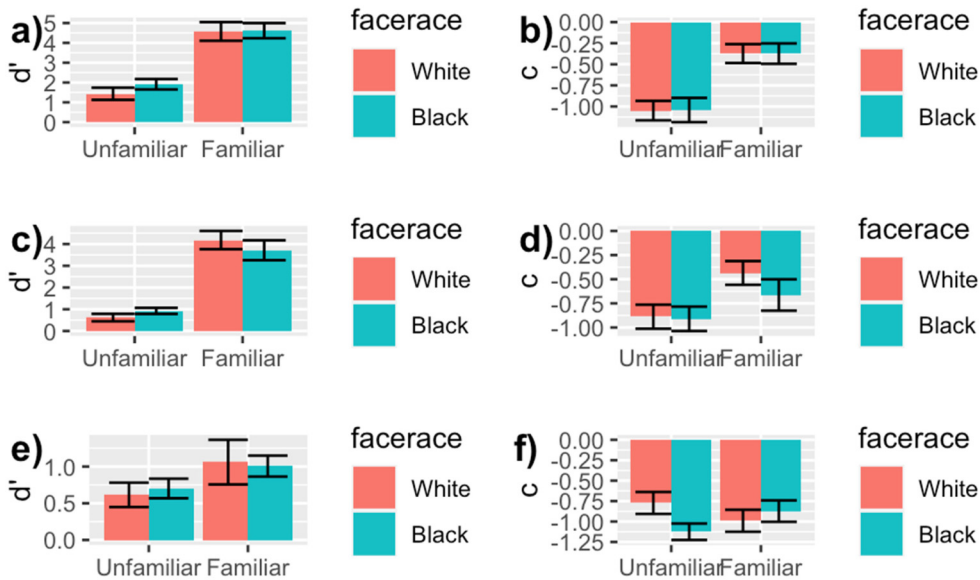 a)
d'
5
4
3
2
1
0
Unfamiliar Familiar
facerace
White
Black
b)
c
0.00
-0.25
-0.50
-0.75
-1.00
Unfamiliar Familiar
facerace
White
Black
c)
d'
4
3
2
1
0
Unfamiliar Familiar
facerace
White
Black
d)
c
0.00
-0.25
-0.50
-0.75
-1.00
Unfamiliar Familiar
facerace
White
Black
e)
d'
1.0
0.5
0.0
Unfamiliar Familiar
facerace
White
Black
f)
c
0.00
-0.25
-0.50
-0.75
-1.00
-1.25
Unfamiliar Familiar
facerace
White
Black